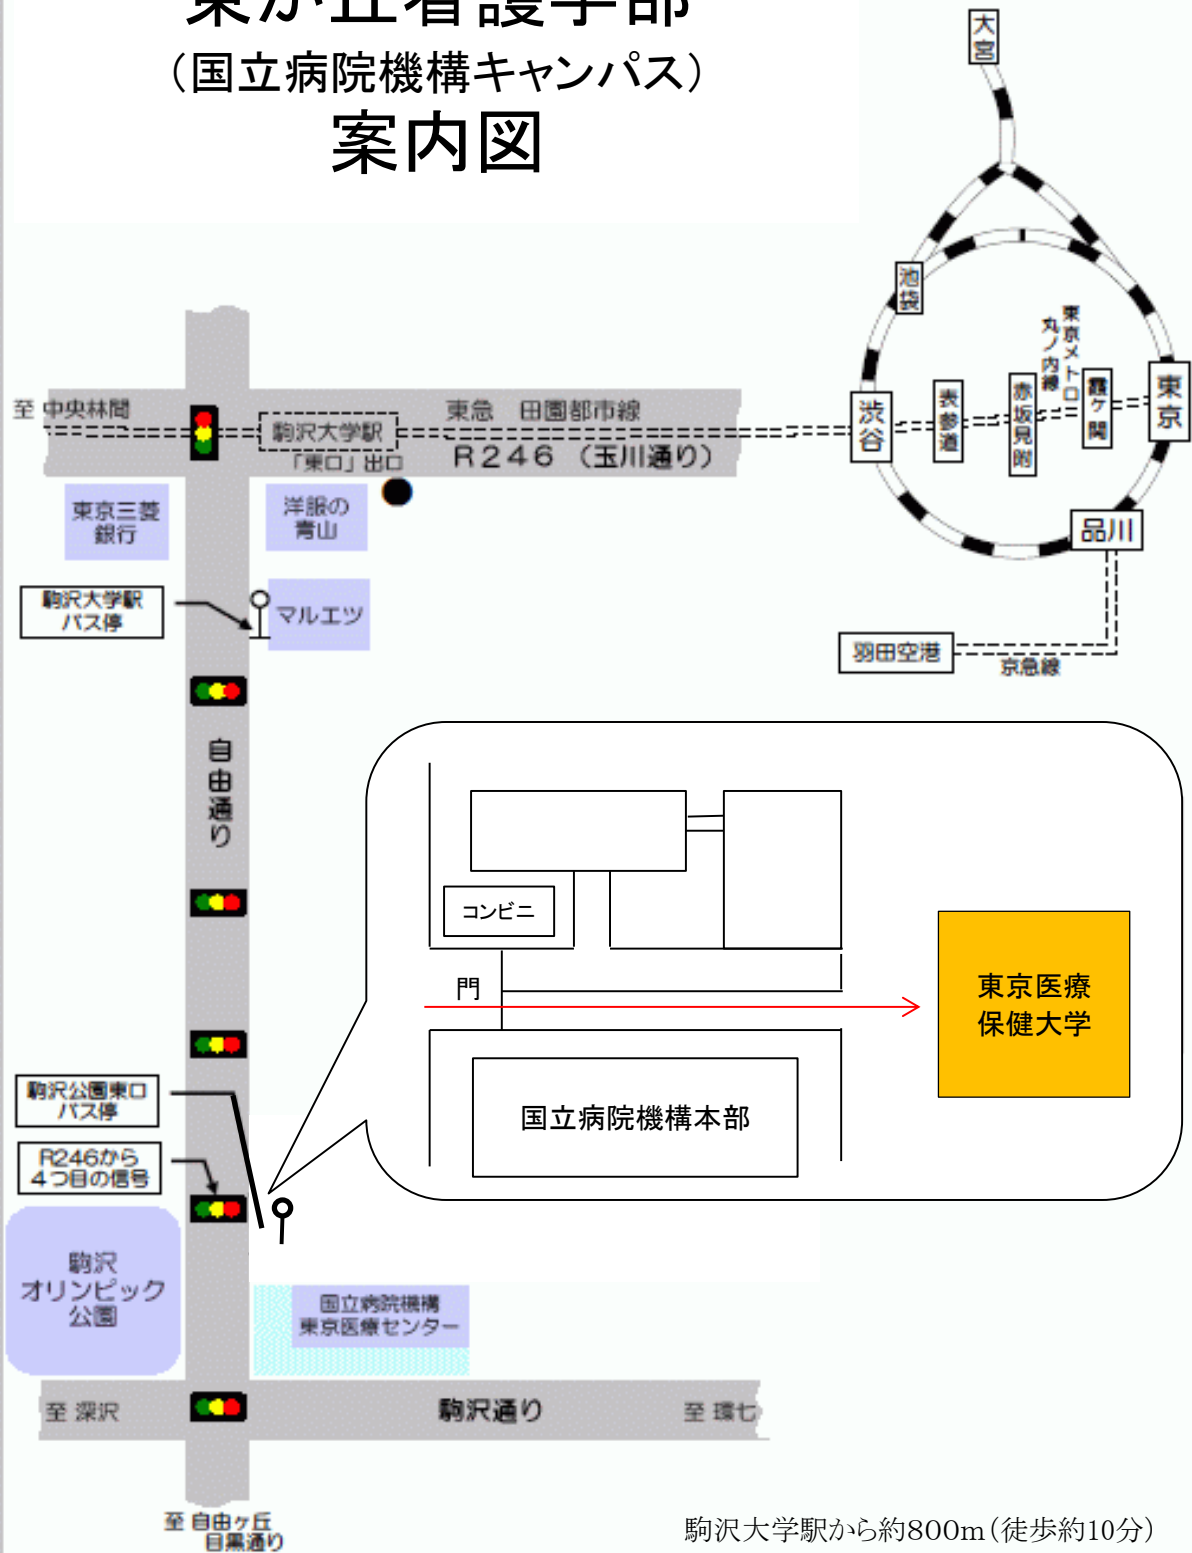 東が丘看護学部
（国立病院機構キャンパス）
案内図
大宮
池袋
東京メトロ
丸ノ内線
渋谷
表参道
赤坂見附
霞ヶ関
東京
品川
羽田空港
京急線
至 中央林間
駒沢大学駅
東急 田園都市線
「東口」出口
R246 （玉川通り）
東京三菱
銀行
洋服の
青山
駒沢大学駅
バス停
マルエツ
自由通り
コンビニ
門
東京医療
保健大学
国立病院機構本部
駒沢公園東口
バス停
R246から
4つ目の信号
駒沢
オリンピック
公園
国立病院機構
東京医療センター
至 深沢
駒沢通り
至 環七
至 自由ヶ丘
目黒通り
駒沢大学駅から約800m（徒歩約10分）